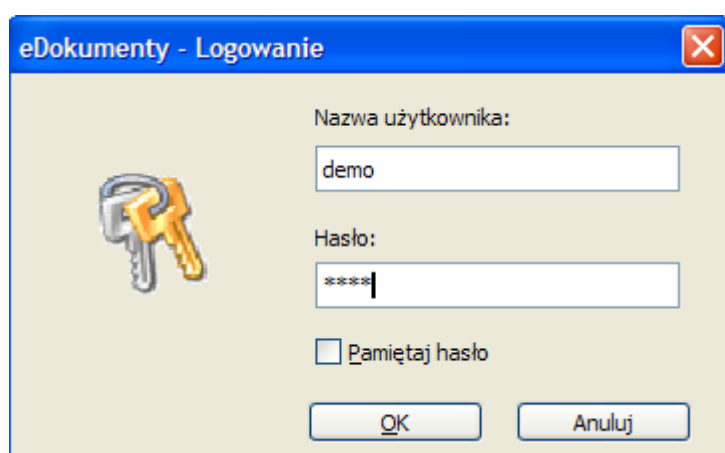 eDokumenty - Logowanie
Nazwa użytkownika:
demo
Hasło:
****
Pamiętaj hasło
OK
Anuluj